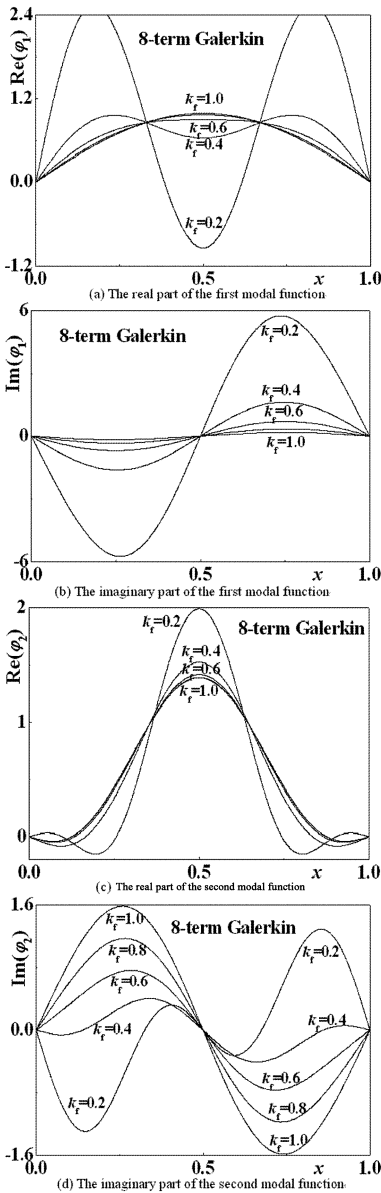 2.4
8-term Galerkin
Re(φ1)
1.2
kf=1.0
kf=0.6
kf=0.4
0.0
kf=0.2
-1.2
0.0 0.5 x 1.0
(a) The real part of the first modal function
6
8-term Galerkin
kf=0.2
Im(φ1)
kf=0.4
kf=0.6
0
kf=1.0
-6
0.0 0.5 x 1.0
(b) The imaginary part of the first modal function
2
kf=0.2
8-term Galerkin
Re(φ2)
kf=0.4
kf=0.6
kf=1.0
1
0
0.0 0.5 x 1.0
(c) The real part of the second modal function
1.6
kf=1.0
8-term Galerkin
Im(φ2)
kf=0.8
kf=0.2
kf=0.6
0.0
kf=0.4
kf=0.4
kf=0.6
kf=0.2
kf=0.8
kf=1.0
-1.6
0.0 0.5 x 1.0
(d) The imaginary part of the second modal function